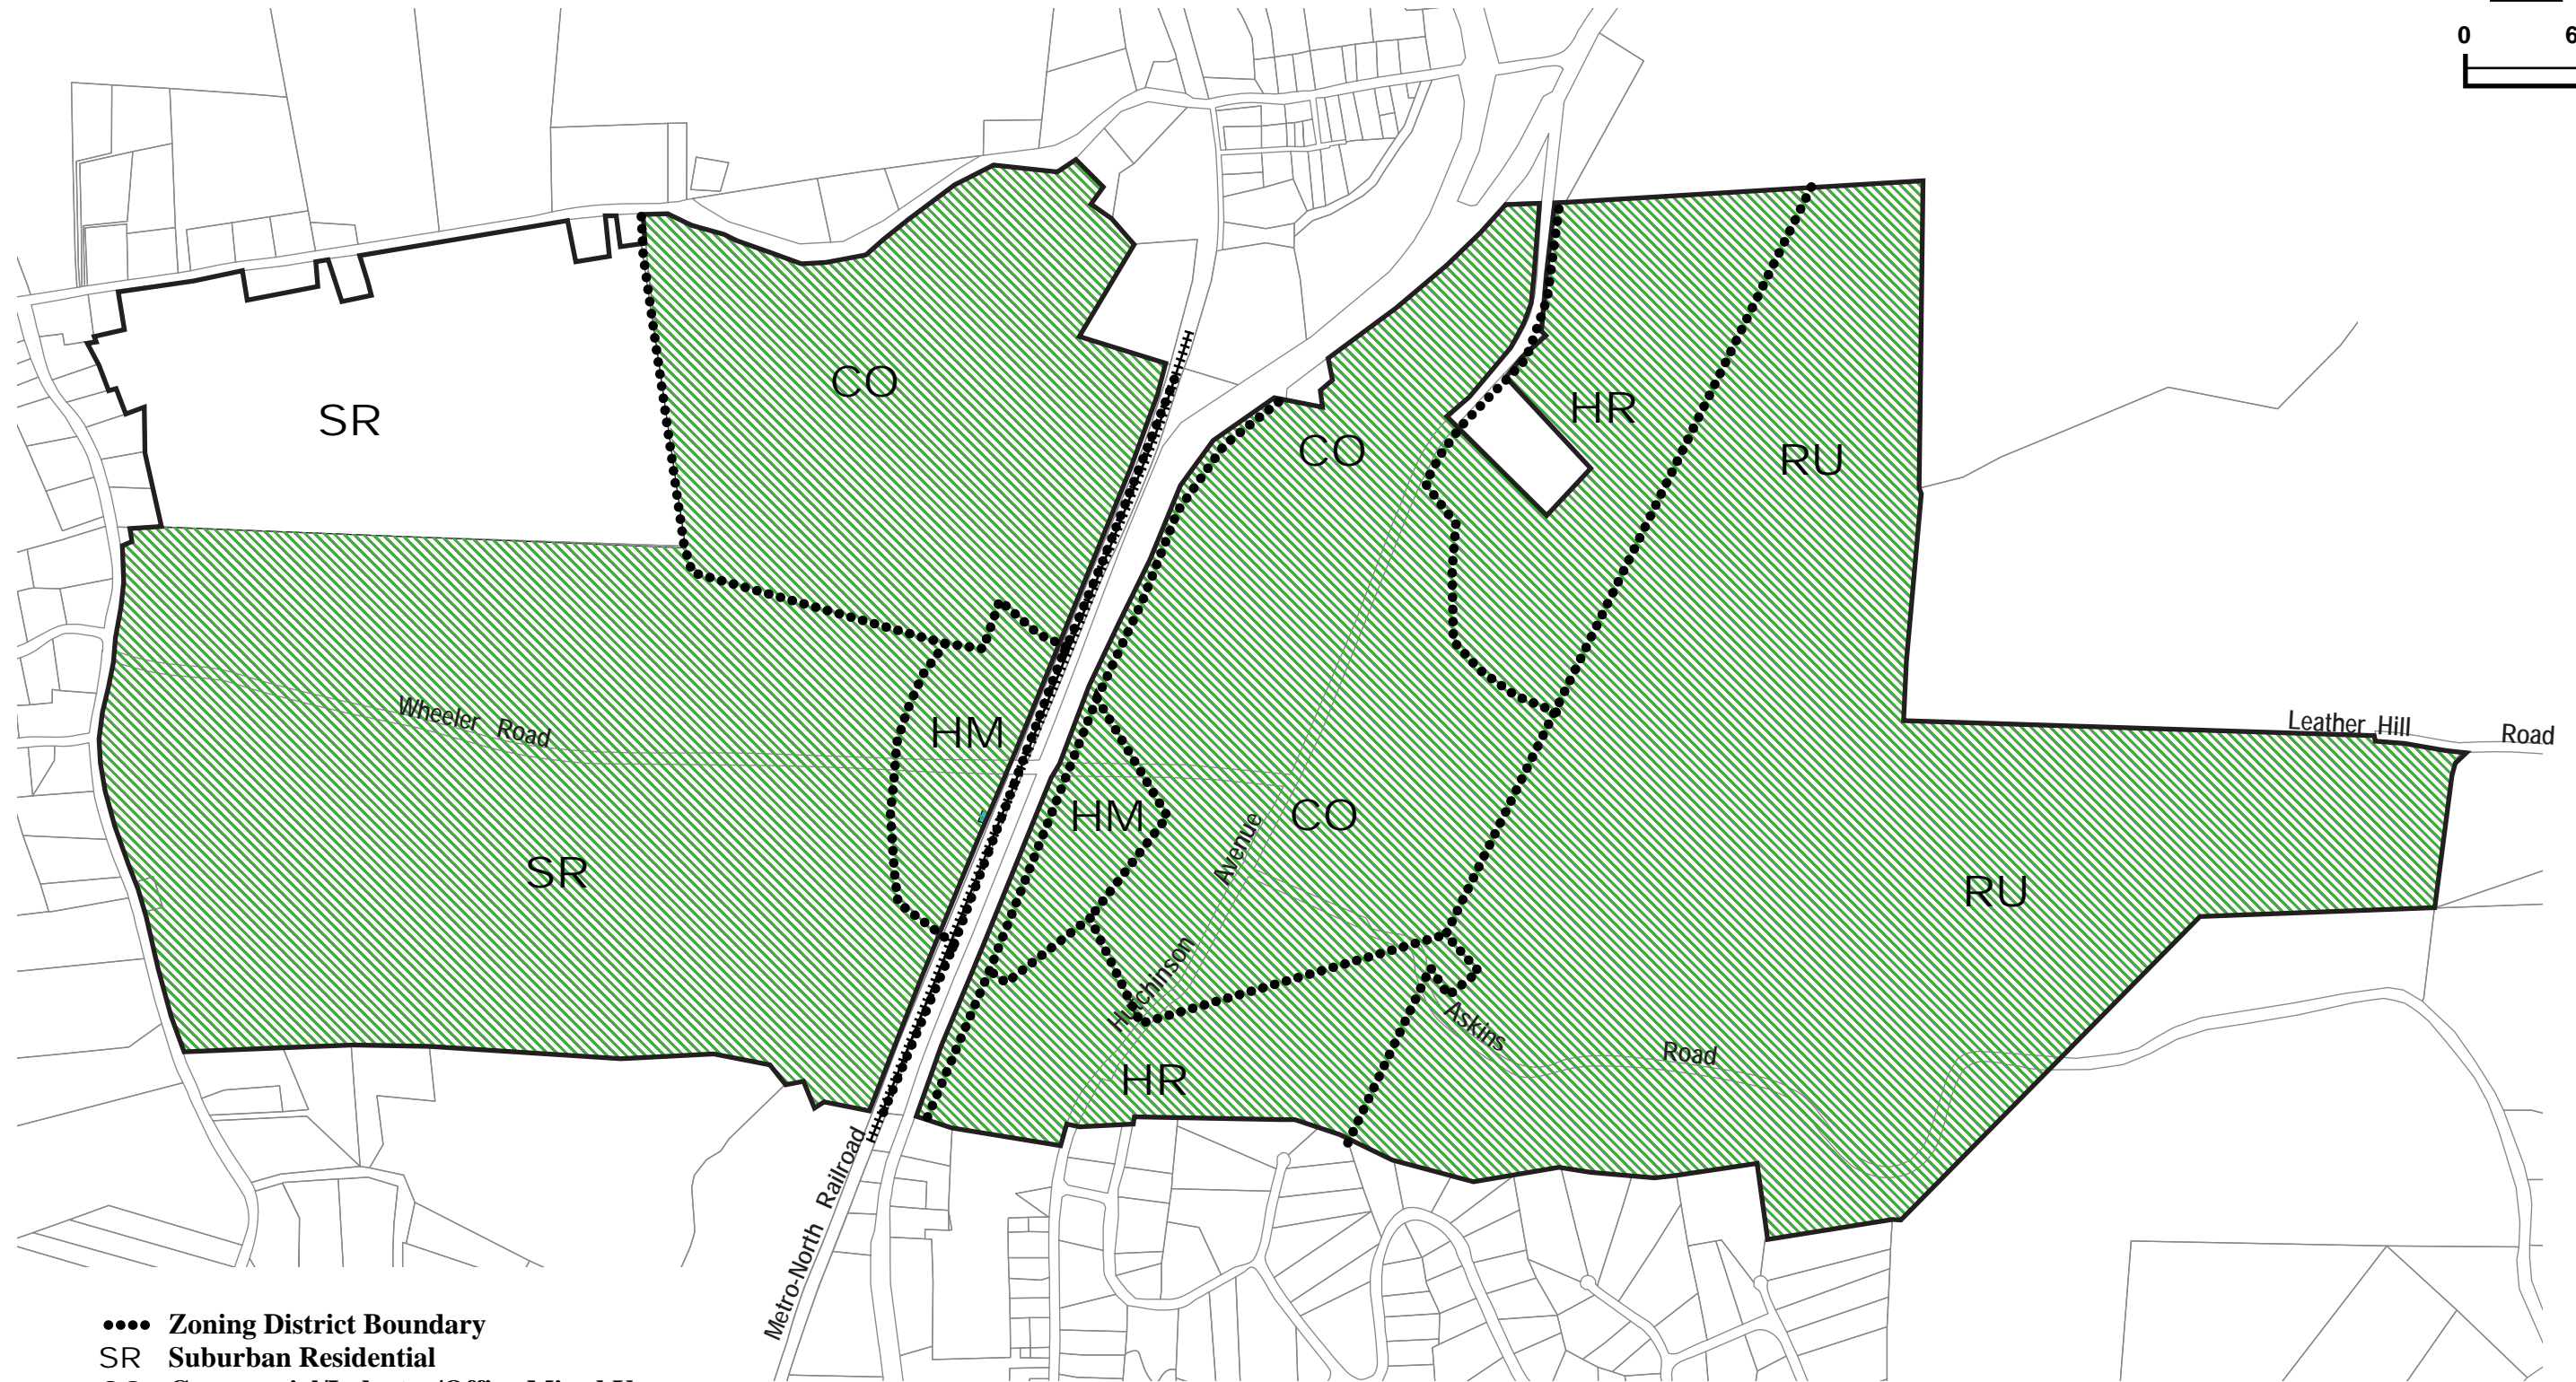 0 6
CO
SR
CO
HR
RU
Wheeler Road
HM
Leather Hill Road
HM
CO
Avenue
SR
RU
Hutchinson
Askins
Road
HR
Metro-North Railroad
Zoning District Boundary
SR Suburban Residential